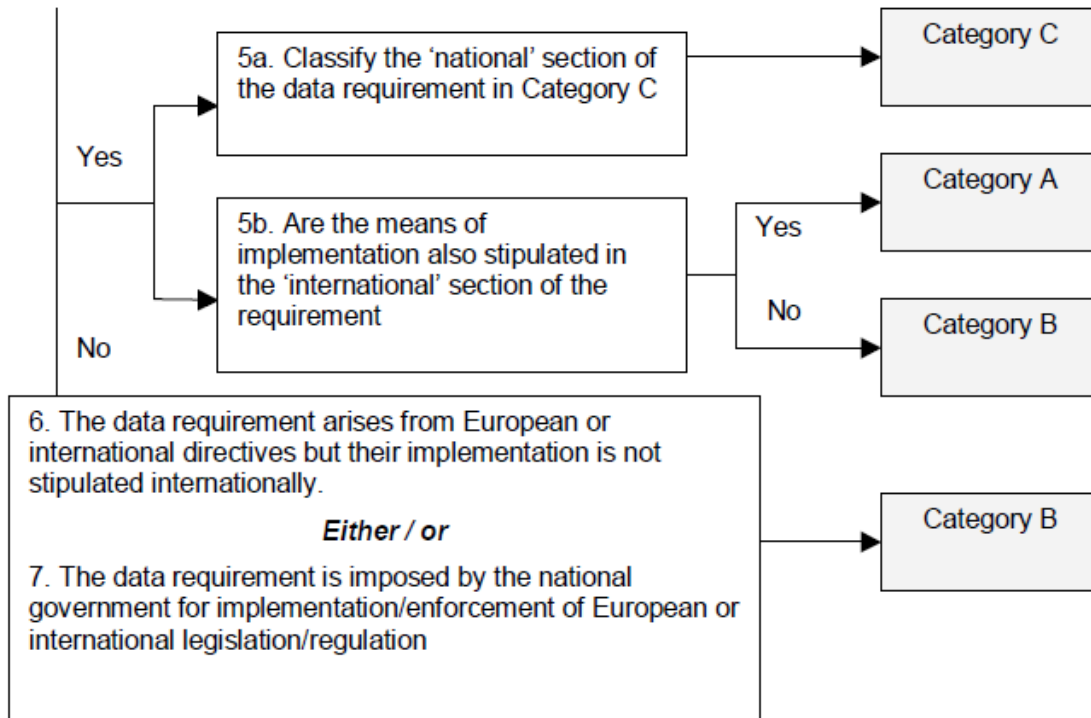 5a. Classify the ‘national’ section of
the data requirement in Category C
Category C
Yes
5b. Are the means of
implementation also stipulated in
the ‘international’ section of the
requirement
Yes
Category A
No
Category B
No
6. The data requirement arises from European or
international directives but their implementation is not
stipulated internationally.
Either / or
7. The data requirement is imposed by the national
government for implementation/enforcement of European or
international legislation/regulation
Category B